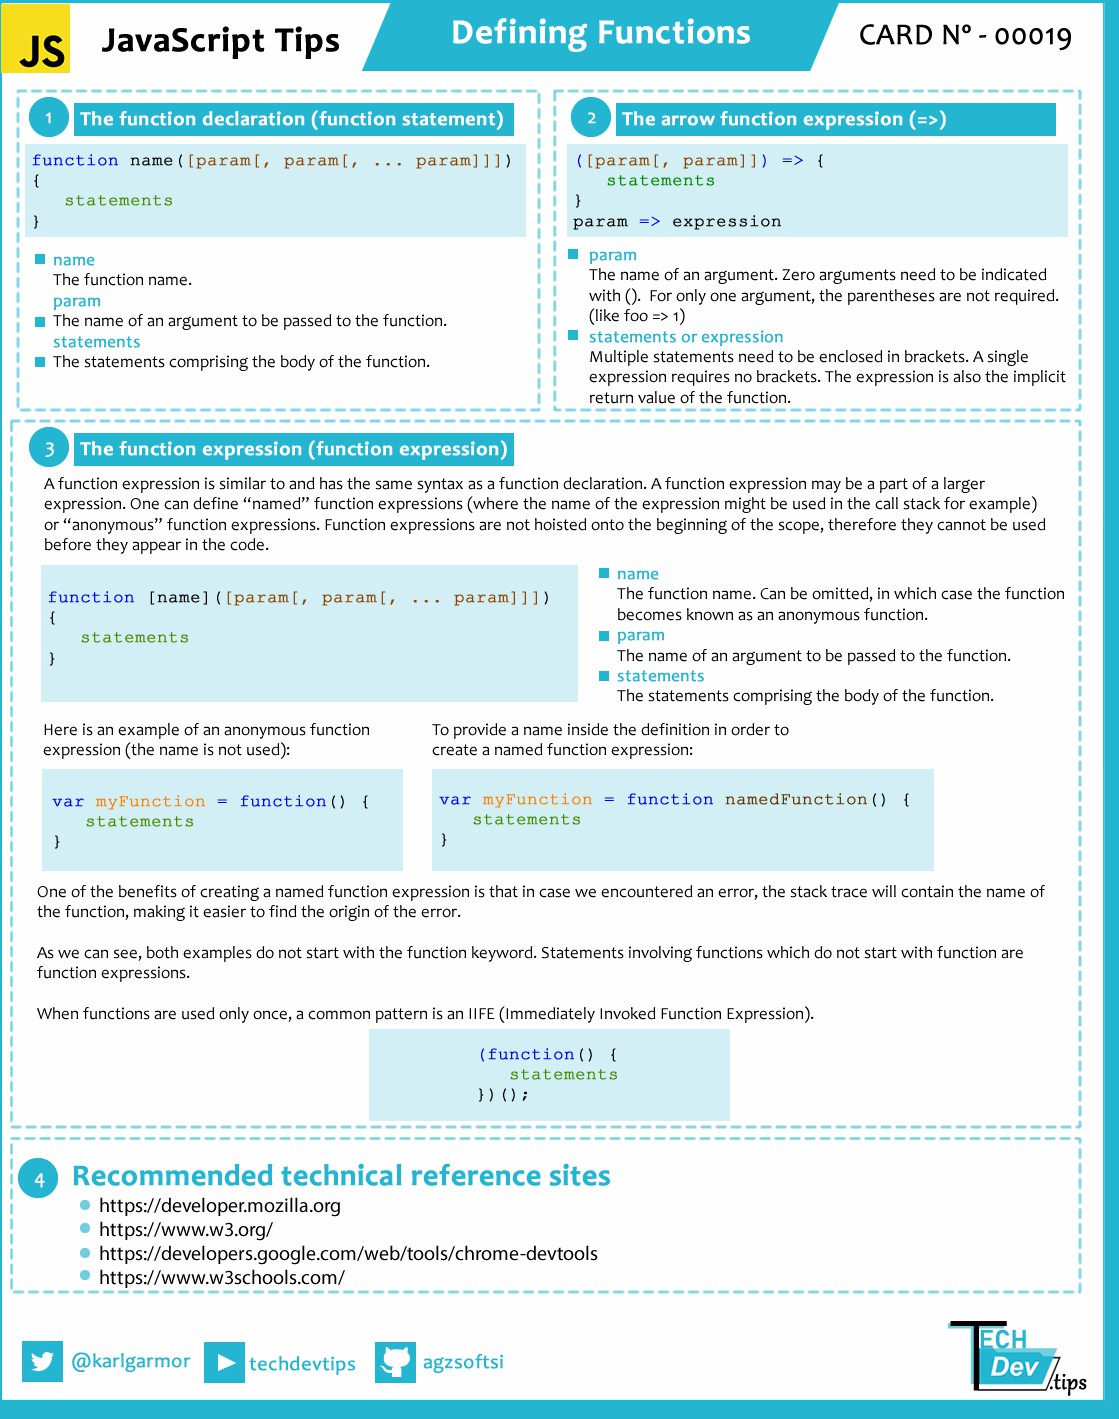 JS
JavaScript Tips
Defining Functions
CARD Nº - 00019
1
The function declaration (function statement)
function name([param[, param[, ... param]]])
{
statements
}
name
The function name.
param
The name of an argument to be passed to the function.
statements
The statements comprising the body of the function.
2
The arrow function expression (=>)
([param[, param]]) => {
statements
}
param => expression
param
The name of an argument. Zero arguments need to be indicated
with ().  For only one argument, the parentheses are not required.
(like foo => 1)
statements or expression
Multiple statements need to be enclosed in brackets. A single
expression requires no brackets. The expression is also the implicit
return value of the function.
3
The function expression (function expression)
A function expression is similar to and has the same syntax as a function declaration. A function expression may be a part of a larger
expression. One can define “named” function expressions (where the name of the expression might be used in the call stack for example)
or “anonymous” function expressions. Function expressions are not hoisted onto the beginning of the scope, therefore they cannot be used
before they appear in the code.
function [name]([param[, param[, ... param]]])
{
statements
}
name
The function name. Can be omitted, in which case the function
becomes known as an anonymous function.
param
The name of an argument to be passed to the function.
statements
The statements comprising the body of the function.
Here is an example of an anonymous function
expression (the name is not used):
var myFunction = function() {
statements
}
To provide a name inside the definition in order to
create a named function expression:
var myFunction = function namedFunction() {
statements
}
One of the benefits of creating a named function expression is that in case we encountered an error, the stack trace will contain the name of
the function, making it easier to find the origin of the error.
As we can see, both examples do not start with the function keyword. Statements involving functions which do not start with function are
function expressions.
When functions are used only once, a common pattern is an IIFE (Immediately Invoked Function Expression).
(function() {
statements
})();
4
Recommended technical reference sites
https://developer.mozilla.org
https://www.w3.org/
https://developers.google.com/web/tools/chrome-devtools
https://www.w3schools.com/
@karlgarmor
techdevtips
agzsoftsi
TECH
Dev
.tips